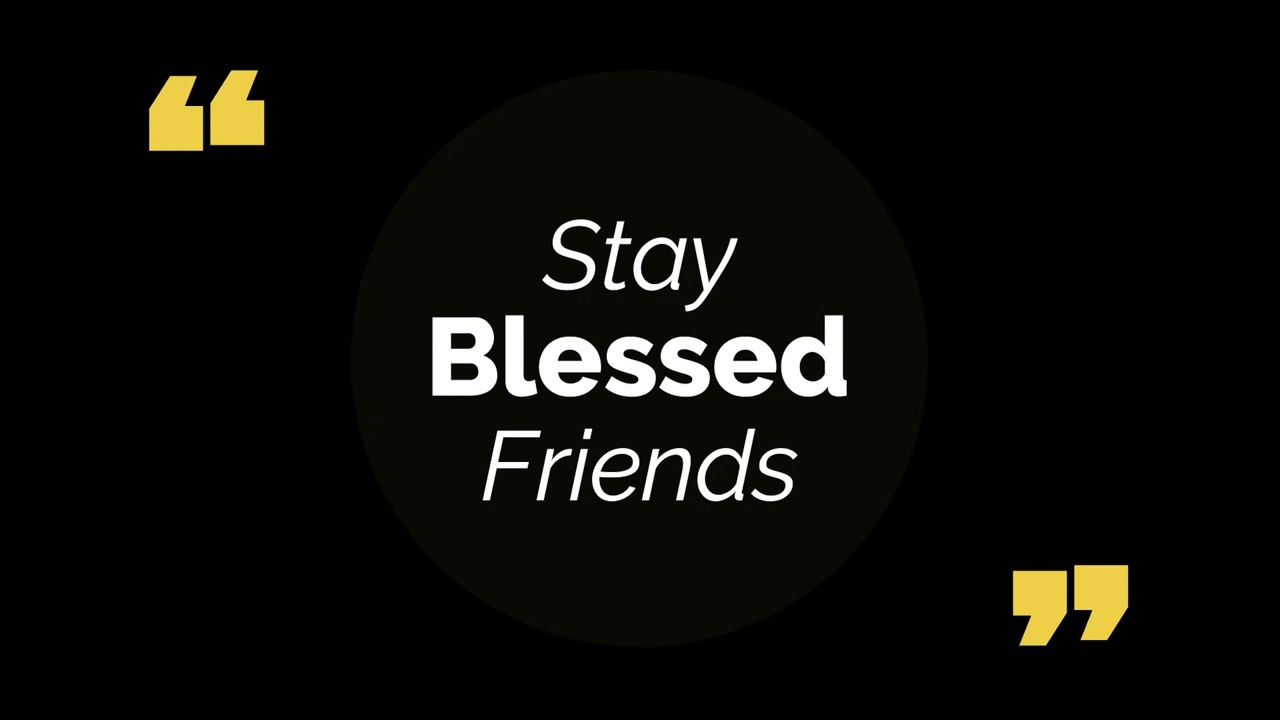 “
Stay
Blessed
Friends
”